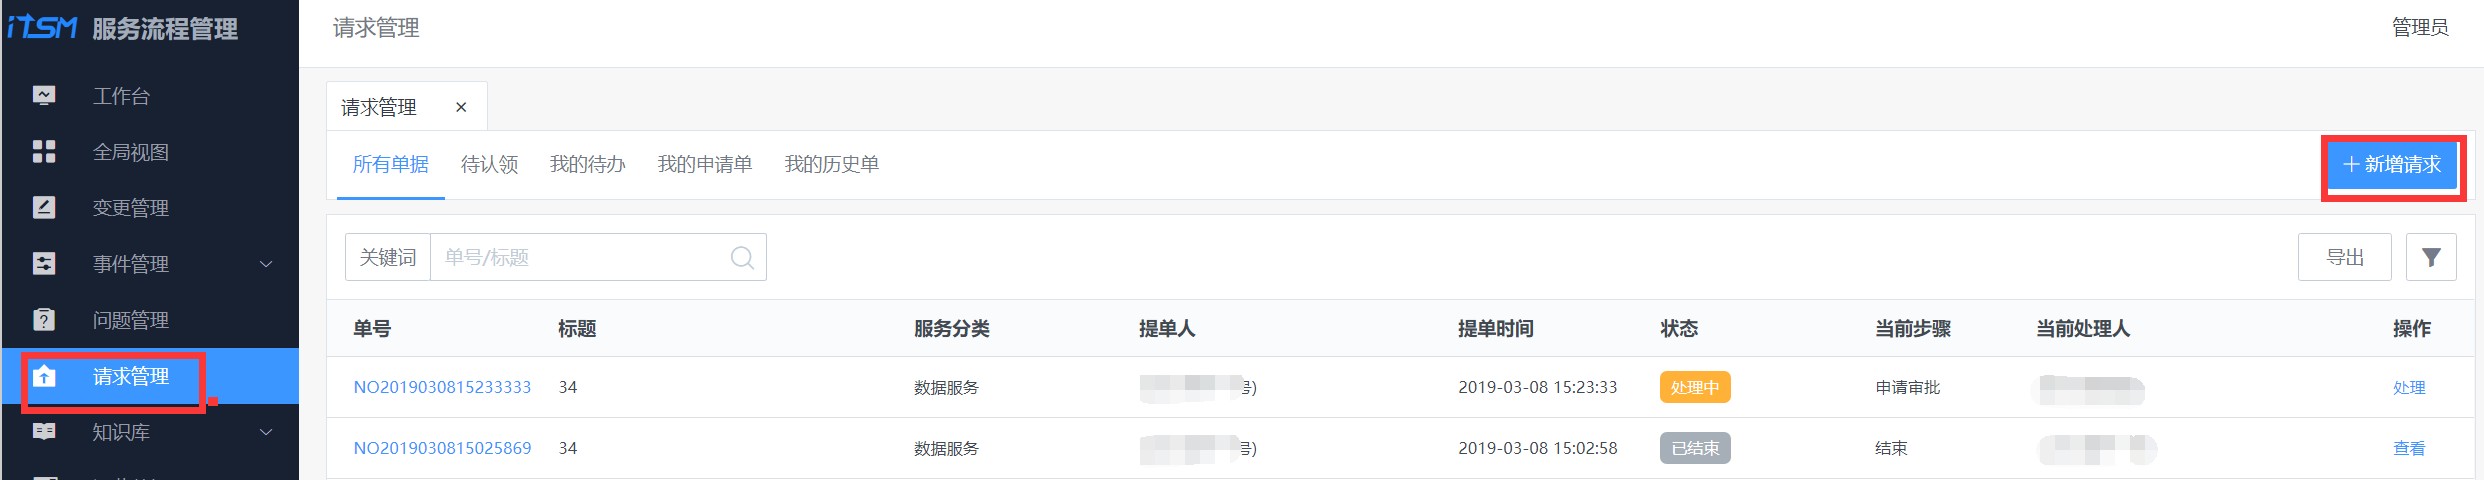 iTSM 服务流程管理
请求管理
管理员
工作台
全局视图
变更管理
事件管理
问题管理
请求管理
知识库
请求管理 ×
所有单据 待认领 我的待办 我的申请单 我的历史单
+ 新增请求
关键词 单号/标题
导出
单号 标题 服务分类 提单人 提单时间 状态 当前步骤 当前处理人 操作
NO2019030815233333 34 数据服务 2019-03-08 15:23:33 处理中 申请审批 处理
NO2019030815025869 34 数据服务 2019-03-08 15:02:58 已结束 结束 查看